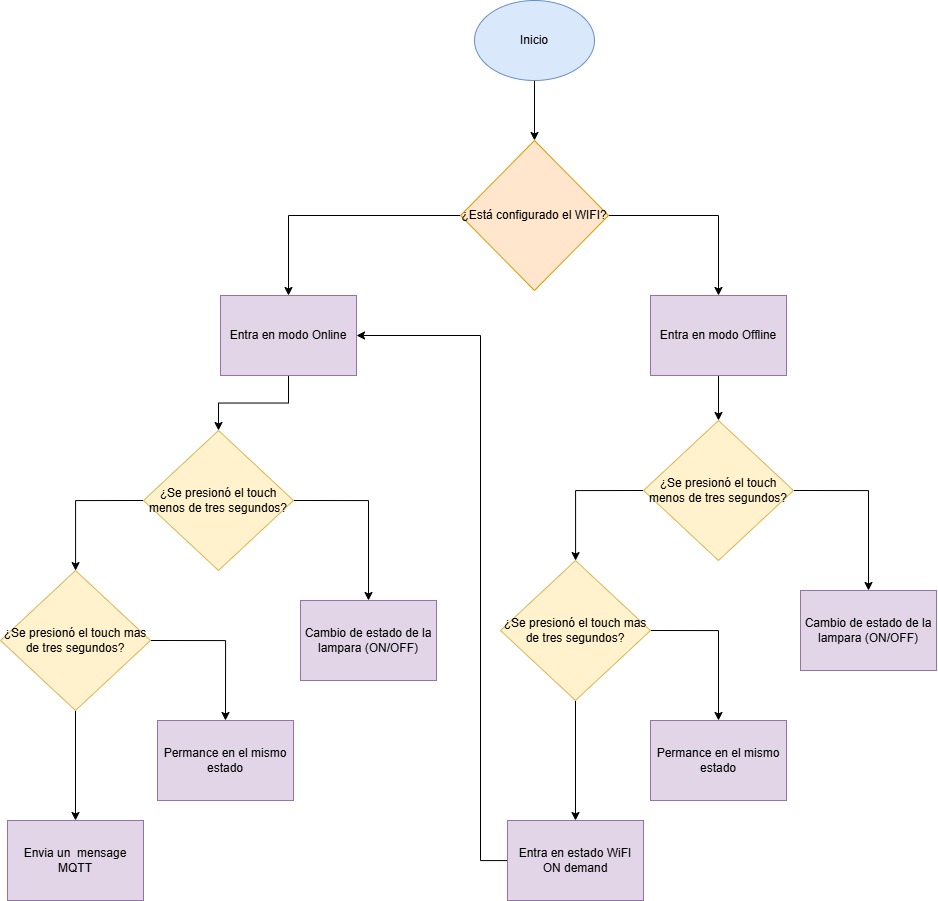 Inicio
¿Está configurado el WIFI?
Entra en modo Online
Entra en modo Offline
¿Se presionó el touch
menos de tres segundos?
¿Se presionó el touch
menos de tres segundos?
¿Se presionó el touch mas
de tres segundos?
Cambio de estado de la
lampara (ON/OFF)
¿Se presionó el touch mas
de tres segundos?
Cambio de estado de la
lampara (ON/OFF)
Permance en el mismo
estado
Permance en el mismo
estado
Envia un mensage
MQTT
Entra en estado WiFI
ON demand